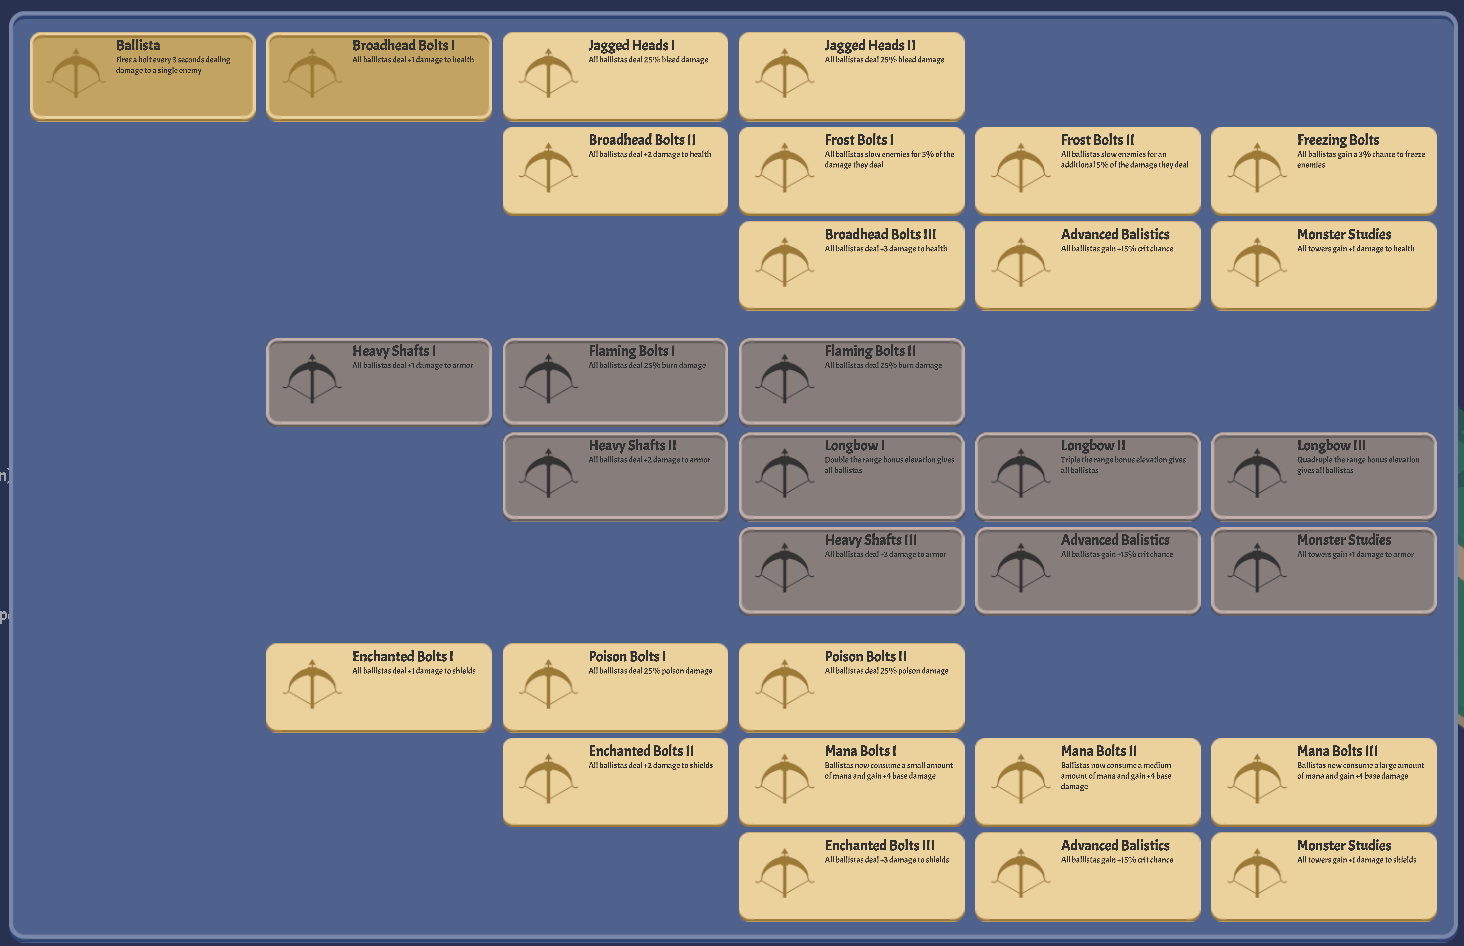 Ballista
Fires a bolt every 3 seconds dealing
damage to a single enemy
Broadhead Bolts I
All ballistas deal +1 damage to health
Jagged Heads I
All ballistas deal 25% bleed damage
Jagged Heads II
All ballistas deal 25% bleed damage
Broadhead Bolts II
All ballistas deal +2 damage to health
Frost Bolts I
All ballistas slow enemies for 5% of the
damage they deal
Frost Bolts II
All ballistas slow enemies for an
additional 5% of the damage they deal
Freezing Bolts
All ballistas gain a 3% chance to freeze
enemies
Broadhead Bolts III
All ballistas deal +3 damage to health
Advanced Balistics
All ballistas gain +15% crit chance
Monster Studies
All towers gain +1 damage to health
Heavy Shafts I
All ballistas deal +1 damage to armor
Flaming Bolts I
All ballistas deal 25% burn damage
Flaming Bolts II
All ballistas deal 25% burn damage
Heavy Shafts II
All ballistas deal +2 damage to armor
Longbow I
Double the range bonus elevation gives
all ballistas
Longbow II
Triple the range bonus elevation gives
all ballistas
Longbow III
Quadruple the range bonus elevation
gives all ballistas
Heavy Shafts III
All ballistas deal +3 damage to armor
Advanced Balistics
All ballistas gain +15% crit chance
Monster Studies
All towers gain +1 damage to armor
Enchanted Bolts I
All ballistas deal +1 damage to shields
Poison Bolts I
All ballistas deal 25% poison damage
Poison Bolts II
All ballistas deal 25% poison damage
Enchanted Bolts II
All ballistas deal +2 damage to shields
Mana Bolts I
Ballistas now consume a small amount
of mana and gain +4 base damage
Mana Bolts II
Ballistas now consume a medium
amount of mana and gain +4 base
damage
Mana Bolts III
Ballistas now consume a large amount
of mana and gain +4 base damage
Enchanted Bolts III
All ballistas deal +3 damage to shields
Advanced Balistics
All ballistas gain +15% crit chance
Monster Studies
All towers gain +1 damage to shields